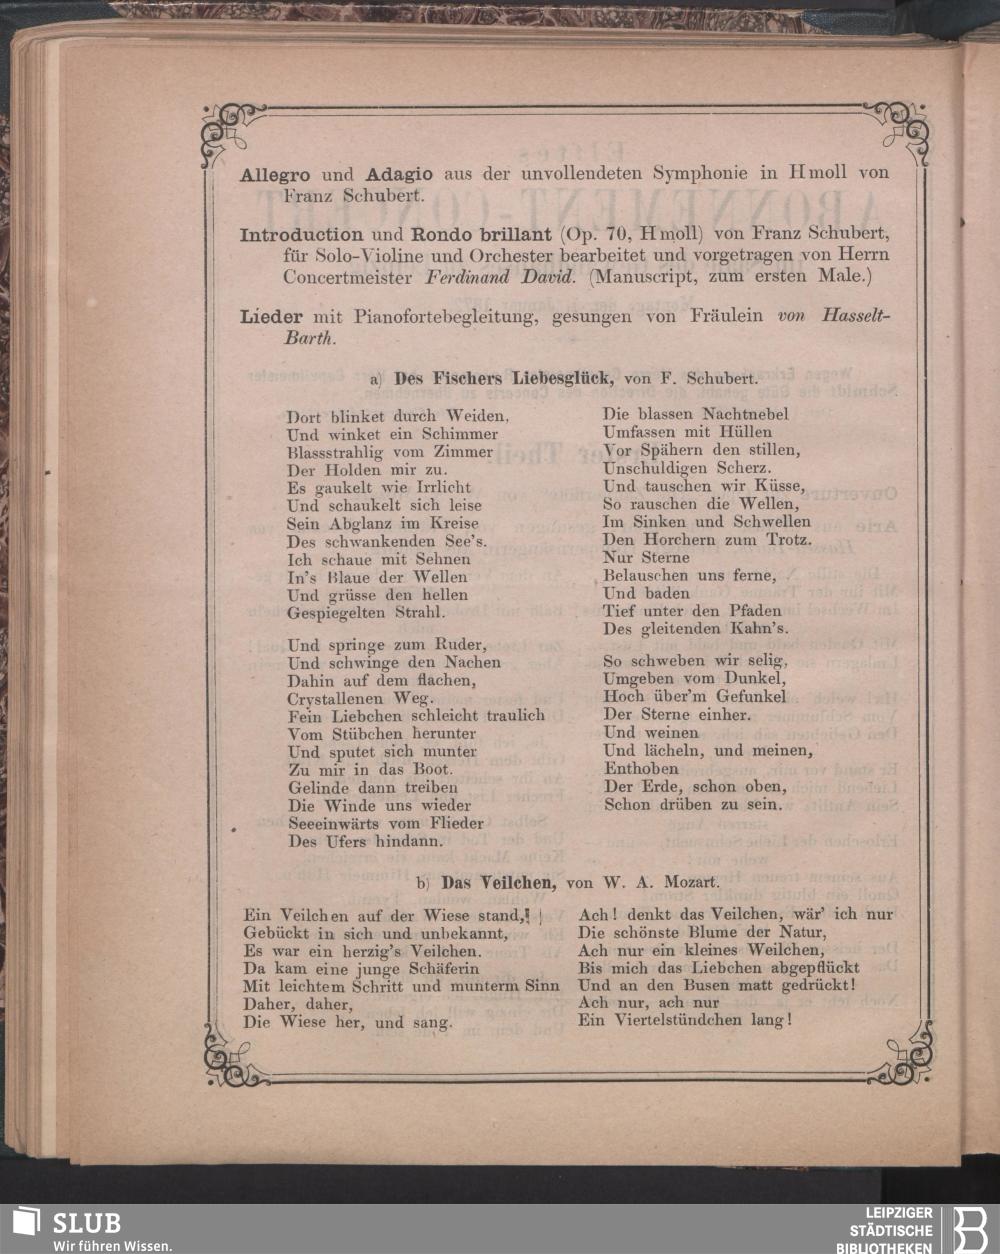 Allegro und Adagio aus der unvollendeten Symphonie in H moll von
Franz Schubert.
Introduction und Rondo brillant (Op. 70, H moll) von Franz Schubert,
für Solo-Violine und Orchester bearbeitet und vorgetragen von Herrn
Concertmeister Ferdinand David. (Manuscript, zum ersten Male.)
Lieder mit Pianofortebegleitung, gesungen von Fräulein von Hasselt-
Barth.
a) Des Fischers Liebesglück, von F. Schubert.
Dort blinket durch Weiden,
Und winket ein Schimmer
Blassstrahlig vom Zimmer
Der Holden mir zu.
Es gaukelt wie Irrlicht
Und schaukelt sich leise
Sein Abglanz im Kreise
Des schwankenden See's.
Ich schaue mit Sehnen
In's Blaue der Wellen
Und grüsse den hellen
Gespiegelten Strahl.
Und springe zum Ruder,
Und schwinge den Nachen
Dahin auf dem flachen,
Crystallenen Weg.
Fein Liebchen schleicht traulich
Vom Stübchen herunter
Und sputet sich munter
Zu mir in das Boot.
Gelinde dann treiben
Die Winde uns wieder
Seeeinwärts vom Flieder
Des Ufers hindann.
Die blassen Nachtnebel
Umfassen mit Hüllen
Vor Spähern den stillen,
Unschuldigen Scherz.
Und tauschen wir Küsse,
So rauschen die Wellen,
Im Sinken und Schwellen
Den Horchern zum Trotz.
Nur Sterne
Belauschen uns ferne,
Und baden
Tief unter den Pfaden
Des gleitenden Kahn's.
So schweben wir selig,
Umgeben vom Dunkel,
Hoch über'm Gefunkel
Der Sterne einher.
Und weinen
Und lächeln, und meinen,
Enthoben
Der Erde, schon oben,
Schon drüben zu sein.
b) Das Veilchen, von W. A. Mozart.
Ein Veilchen auf der Wiese stand,
Gebückt in sich und unbekannt,
Es war ein herzig's Veilchen.
Da kam eine junge Schäferin
Mit leichtem Schritt und munterm Sinn
Daher, daher,
Die Wiese her, und sang.
Ach! denkt das Veilchen, wär' ich nur
Die schönste Blume der Natur,
Ach nur ein kleines Weilchen,
Bis mich das Liebchen abgepflückt
Und an den Busen matt gedrückt!
Ach nur, ach nur
Ein Viertelstündchen lang!
SLUB
Wir führen Wissen.
LEIPZIGER
STÄDTISCHE
BIBLIOTHEKEN